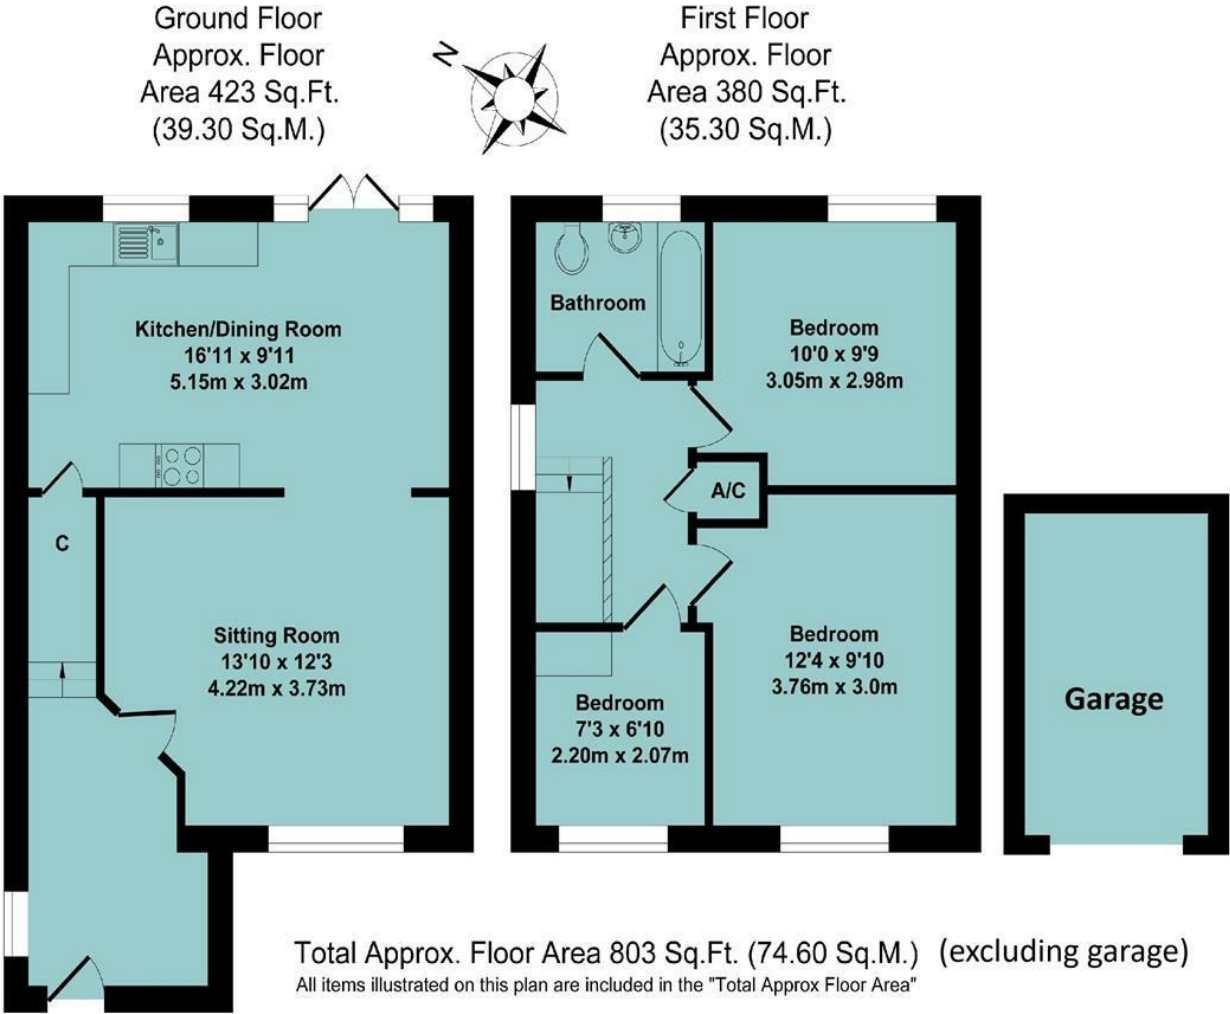 Ground Floor
Approx. Floor
Area 423 Sq.Ft.
(39.30 Sq.M.)
N
First Floor
Approx. Floor
Area 380 Sq.Ft.
(35.30 Sq.M.)
Kitchen/Dining Room
16'11 x 9'11
5.15m x 3.02m
C
Sitting Room
13'10 x 12'3
4.22m x 3.73m
Bathroom
Bedroom
10'0 x 9'9
3.05m x 2.98m
A/C
Bedroom
12'4 x 9'10
3.76m x 3.0m
Bedroom
7'3 x 6'10
2.20m x 2.07m
Garage
Total Approx. Floor Area 803 Sq.Ft. (74.60 Sq.M.) (excluding garage)
All items illustrated on this plan are included in the "Total Approx Floor Area"